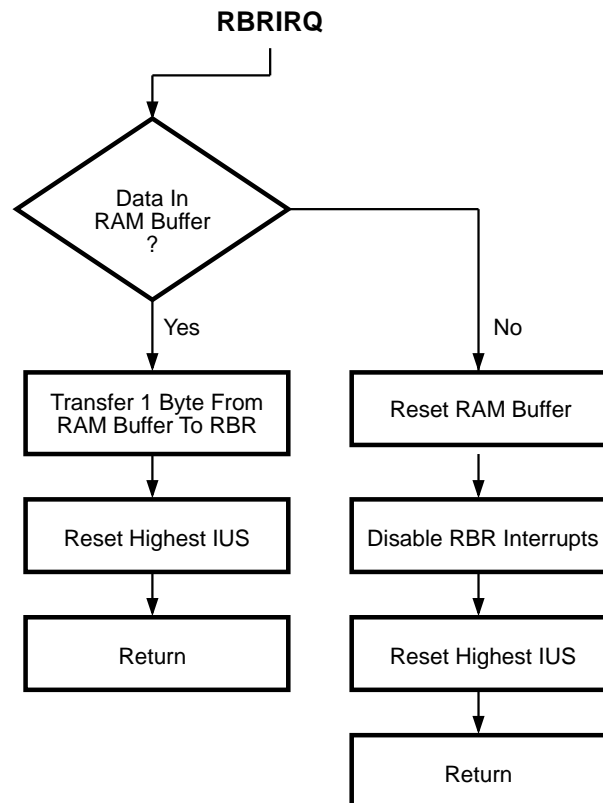 RBRIRQ
Data In
RAM Buffer
?
Yes
No
Transfer 1 Byte From
RAM Buffer To RBR
Reset RAM Buffer
Reset Highest IUS
Disable RBR Interrupts
Return
Reset Highest IUS
Return